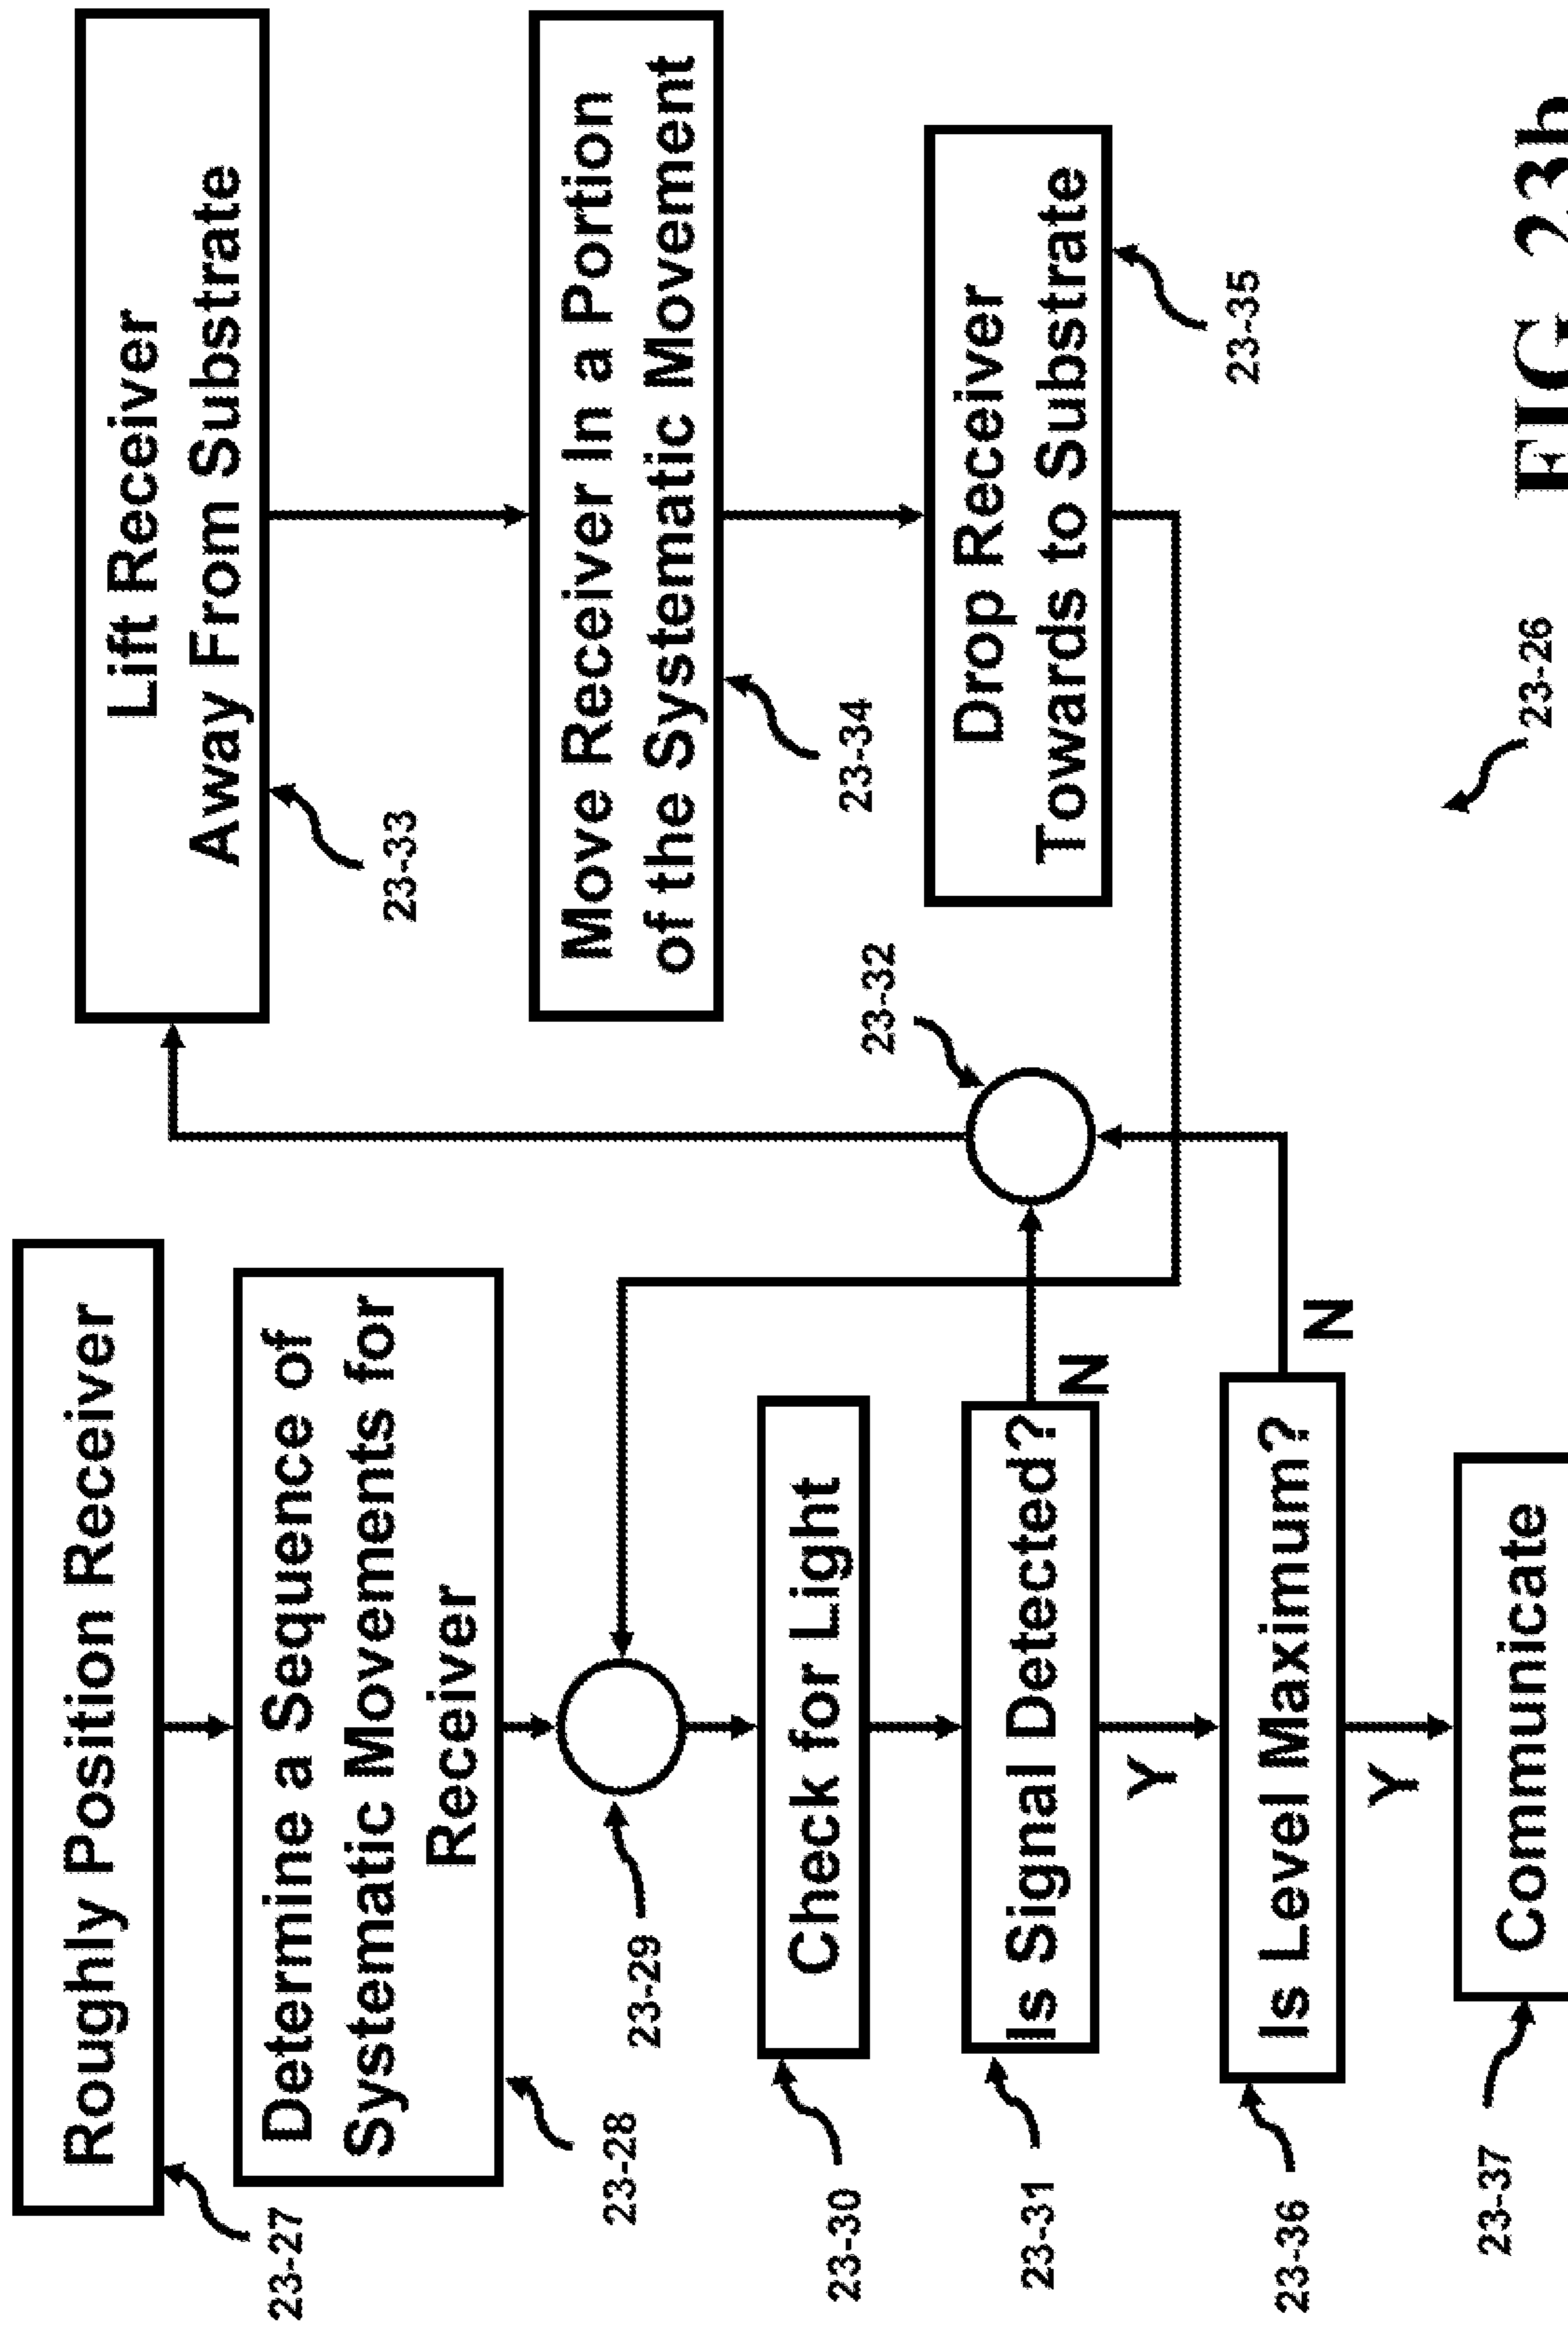 Roughly Position Receiver
23-27
Determine a Sequence of
Systematic Movements for
Receiver
23-28
23-29
Check for Light
23-30
Is Signal Detected?
23-31
N
Y
Is Level Maximum?
23-36
N
Y
Communicate
23-37
23-32
Lift Receiver
Away From Substrate
23-33
Move Receiver In a Portion
of the Systematic Movement
23-34
Drop Receiver
Towards to Substrate
23-35
23-26
FIG 23b